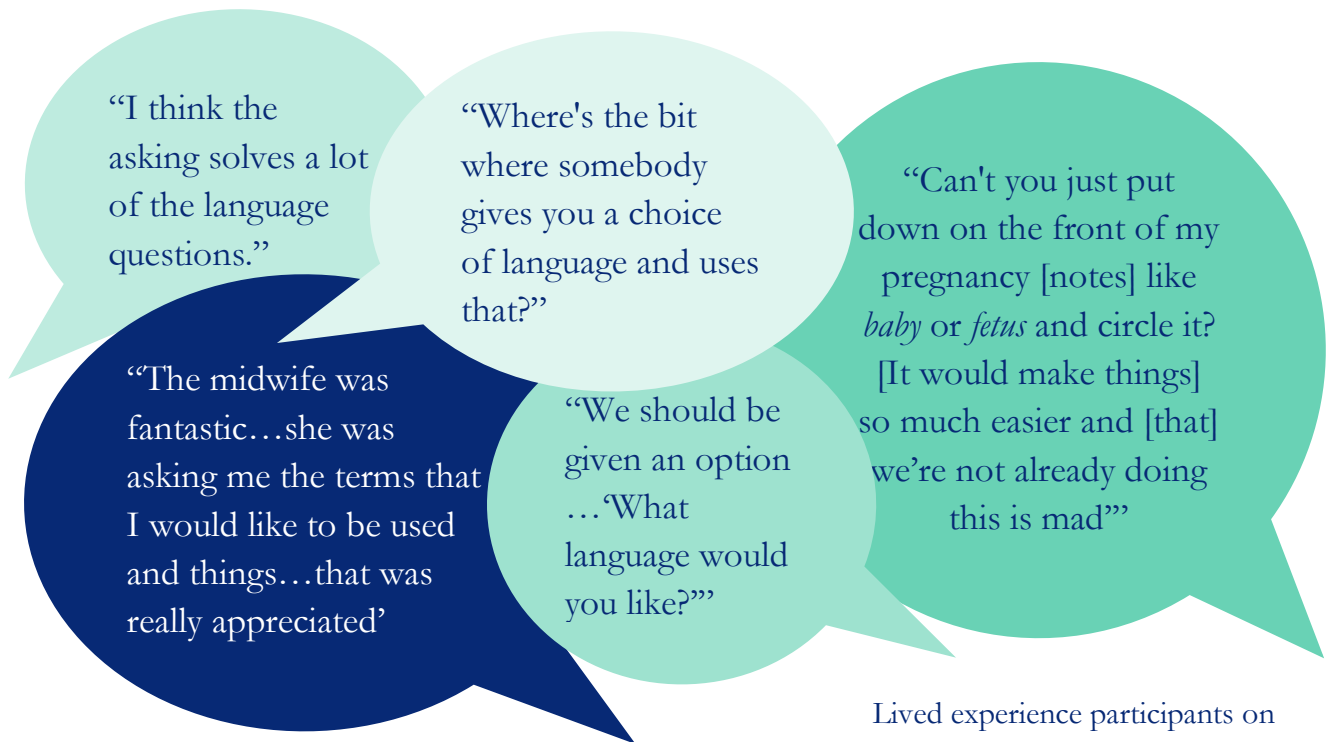 “I think the
asking solves a lot
of the language
questions.”
“Where's the bit
where somebody
gives you a choice
of language and uses
that?”
“Can't you just put
down on the front of my
pregnancy [notes] like
baby or fetus and circle it?
[It would make things]
so much easier and [that]
we’re not already doing
this is mad”’
“The midwife was
fantastic…she was
asking me the terms that
I would like to be used
and things…that was
really appreciated’
“We should be
given an option
…‘What
language would
you like?”’
Lived experience participants on